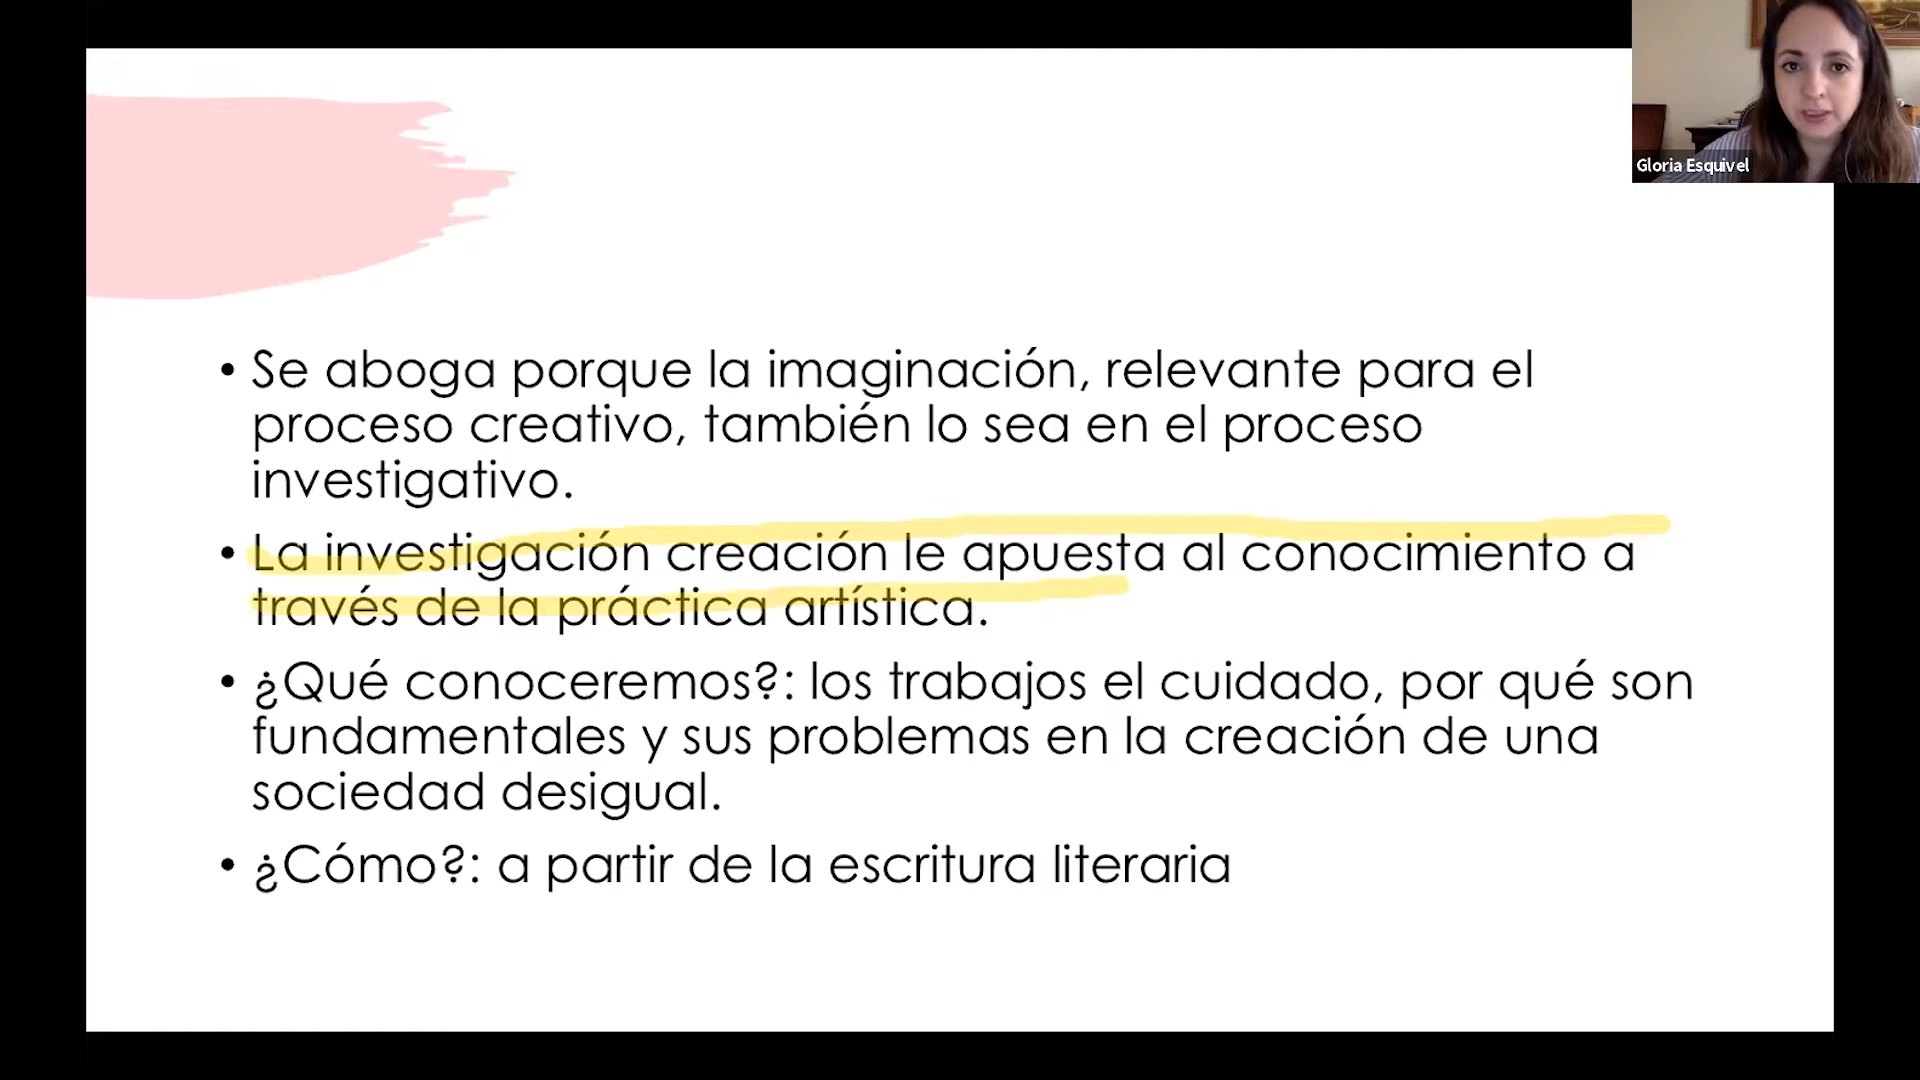 Gloria Esquivel
• Se aboga porque la imaginación, relevante para el
proceso creativo, también lo sea en el proceso
investigativo.
• La investigación creación le apuesta al conocimiento a
través de la práctica artística.
• ¿Qué conoceremos?: los trabajos el cuidado, por qué son
fundamentales y sus problemas en la creación de una
sociedad desigual.
• ¿Cómo?: a partir de la escritura literaria